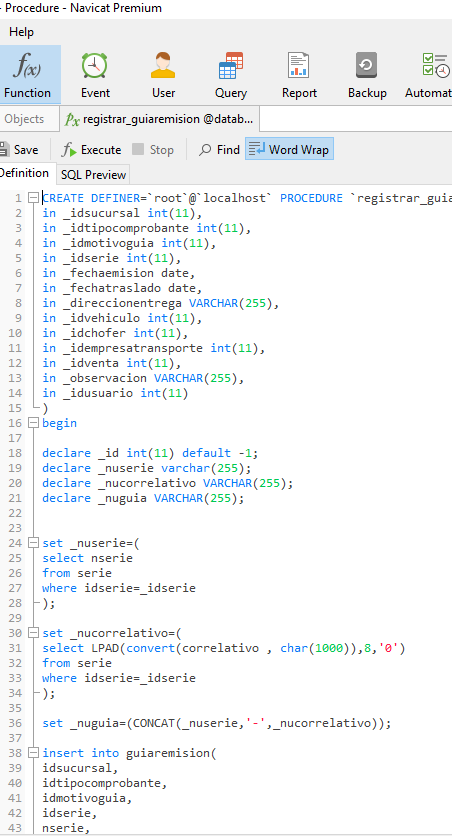 - Procedure - Navicat Premium
Help
f(x)
Function Event User Query Report Backup Automat
Objects Px registrar_guiaremision @datab...
Save Execute Stop Find Word Wrap
Definition SQL Preview
1 CREATE DEFINER=`root`@`localhost` PROCEDURE `registrar_guia
2 in _idsucursal int(11),
3 in _idtipocomprobante int(11),
4 in _idmotivoguia int(11),
5 in _idserie int(11),
6 in _fechaemision date,
7 in _fechatraslado date,
8 in _direccionentrega VARCHAR(255),
9 in _idvehiculo int(11),
10 in _idchofer int(11),
11 in _idempresatransporte int(11),
12 in _idventa int(11),
13 in _observacion VARCHAR(255),
14 in _idusuario int(11)
15 )
16 begin
17
18 declare _id int(11) default -1;
19 declare _nuserie varchar(255);
20 declare _nucorrelativo VARCHAR(255);
21 declare _nuguia VARCHAR(255);
22
23
24 set _nuserie=(
25 select nserie
26 from serie
27 where idserie=_idserie
28 );
29
30 set _nucorrelativo=(
31 select LPAD(convert(correlativo , char(1000)),8,'0')
32 from serie
33 where idserie=_idserie
34 );
35
36 set _nuguia=(CONCAT(_nuserie,'-',_nucorrelativo));
37
38 insert into guiaremision(
39 idsucursal,
40 idtipocomprobante,
41 idmotivoguia,
42 idserie,
43 nserie,